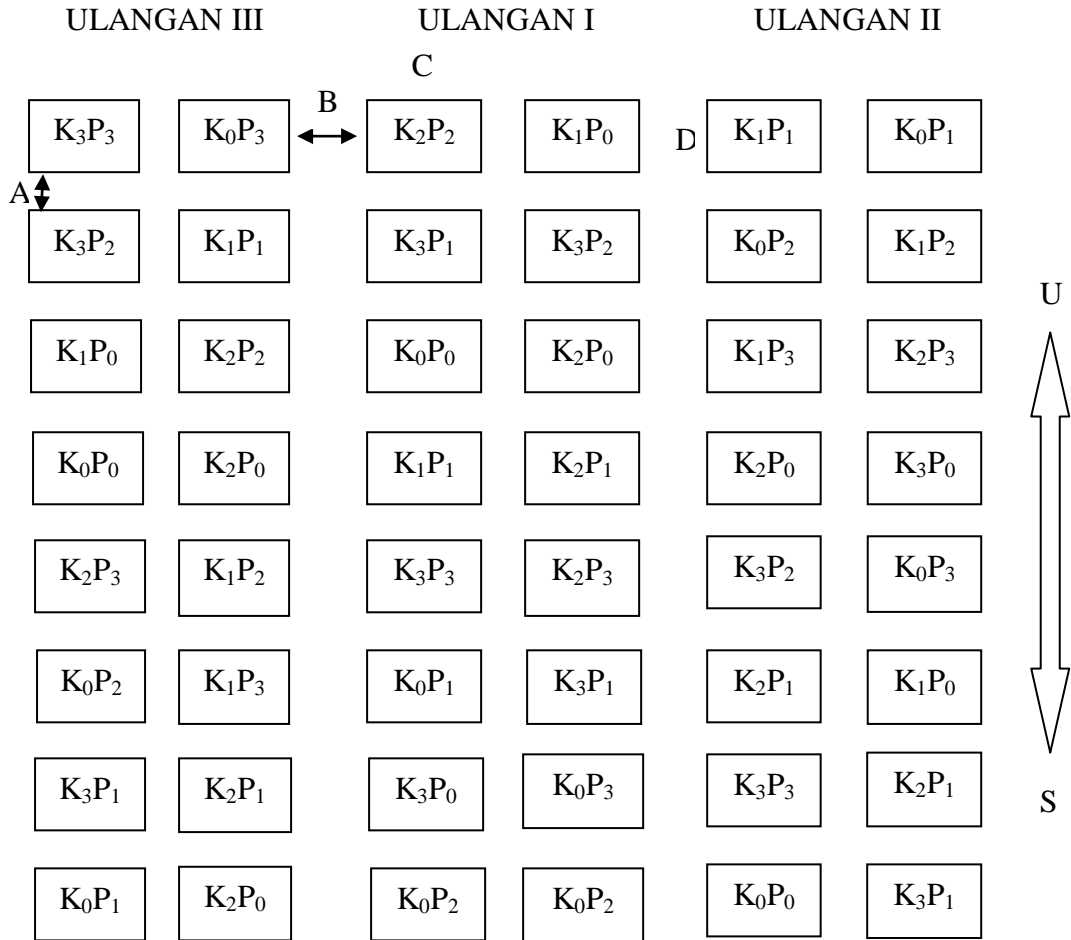 ULANGAN III ULANGAN I ULANGAN II
C
B
K₃P₃ K₀P₃ K₂P₂ K₁P₀ D K₁P₁ K₀P₁
A
K₃P₂ K₁P₁ K₃P₁ K₃P₂ K₀P₂ K₁P₂
U
K₁P₀ K₂P₂ K₀P₀ K₂P₀ K₁P₃ K₂P₃
K₀P₀ K₂P₀ K₁P₁ K₂P₁ K₂P₀ K₃P₀
K₂P₃ K₁P₂ K₃P₃ K₂P₃ K₃P₂ K₀P₃
K₀P₂ K₁P₃ K₀P₁ K₃P₁ K₂P₁ K₁P₀
K₃P₁ K₂P₁ K₃P₀ K₀P₃ K₃P₃ K₂P₁
S
K₀P₁ K₂P₀ K₀P₂ K₀P₂ K₀P₀ K₃P₁